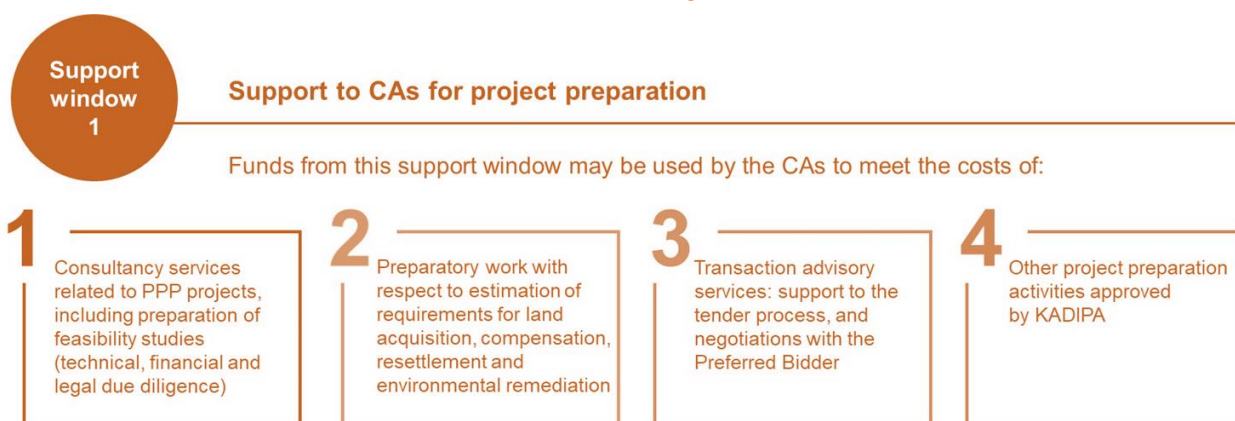 Support
window
1
Support to CAs for project preparation
Funds from this support window may be used by the CAs to meet the costs of:
1
Consultancy services
related to PPP projects,
including preparation of
feasibility studies
(technical, financial and
legal due diligence)
2
Preparatory work with
respect to estimation of
requirements for land
acquisition, compensation,
resettlement and
environmental remediation
3
Transaction advisory
services: support to the
tender process, and
negotiations with the
Preferred Bidder
4
Other project preparation
activities approved
by KADIPA